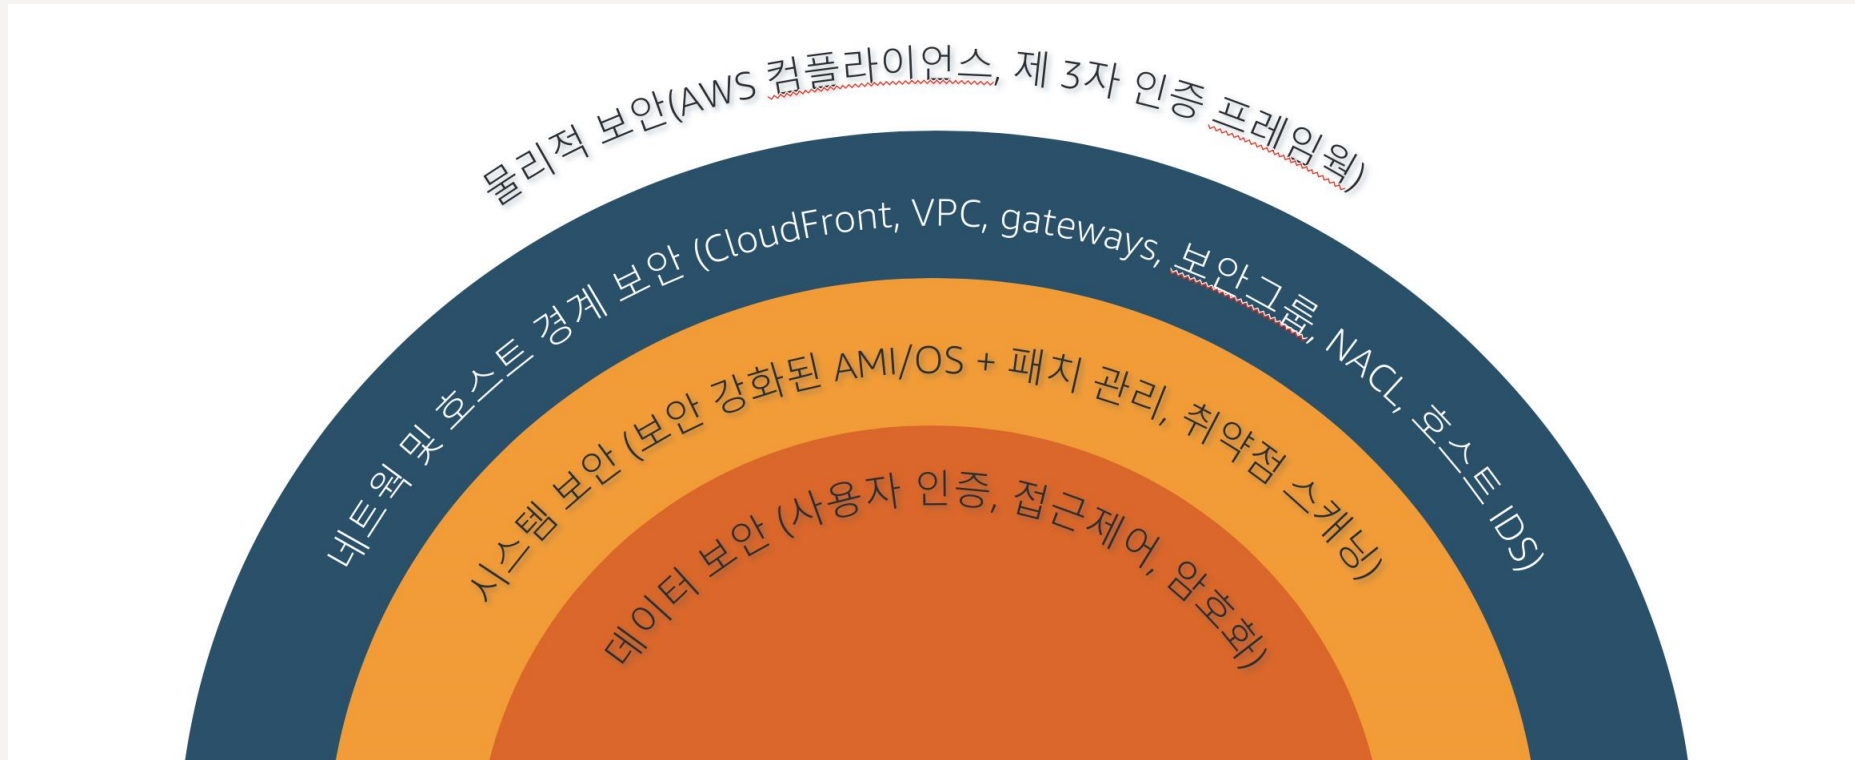 물리적 보안(AWS 컴플라이언스, 제 3자 인증 프레임웍)
네트웍 및 호스트 경계 보안 (CloudFront, VPC, gateways, 보안그룹, NACL, 호스트 IDS)
시스템 보안 (보안 강화된 AMI/OS + 패치 관리, 취약점 스캐닝)
데이터 보안 (사용자 인증, 접근제어, 암호화)